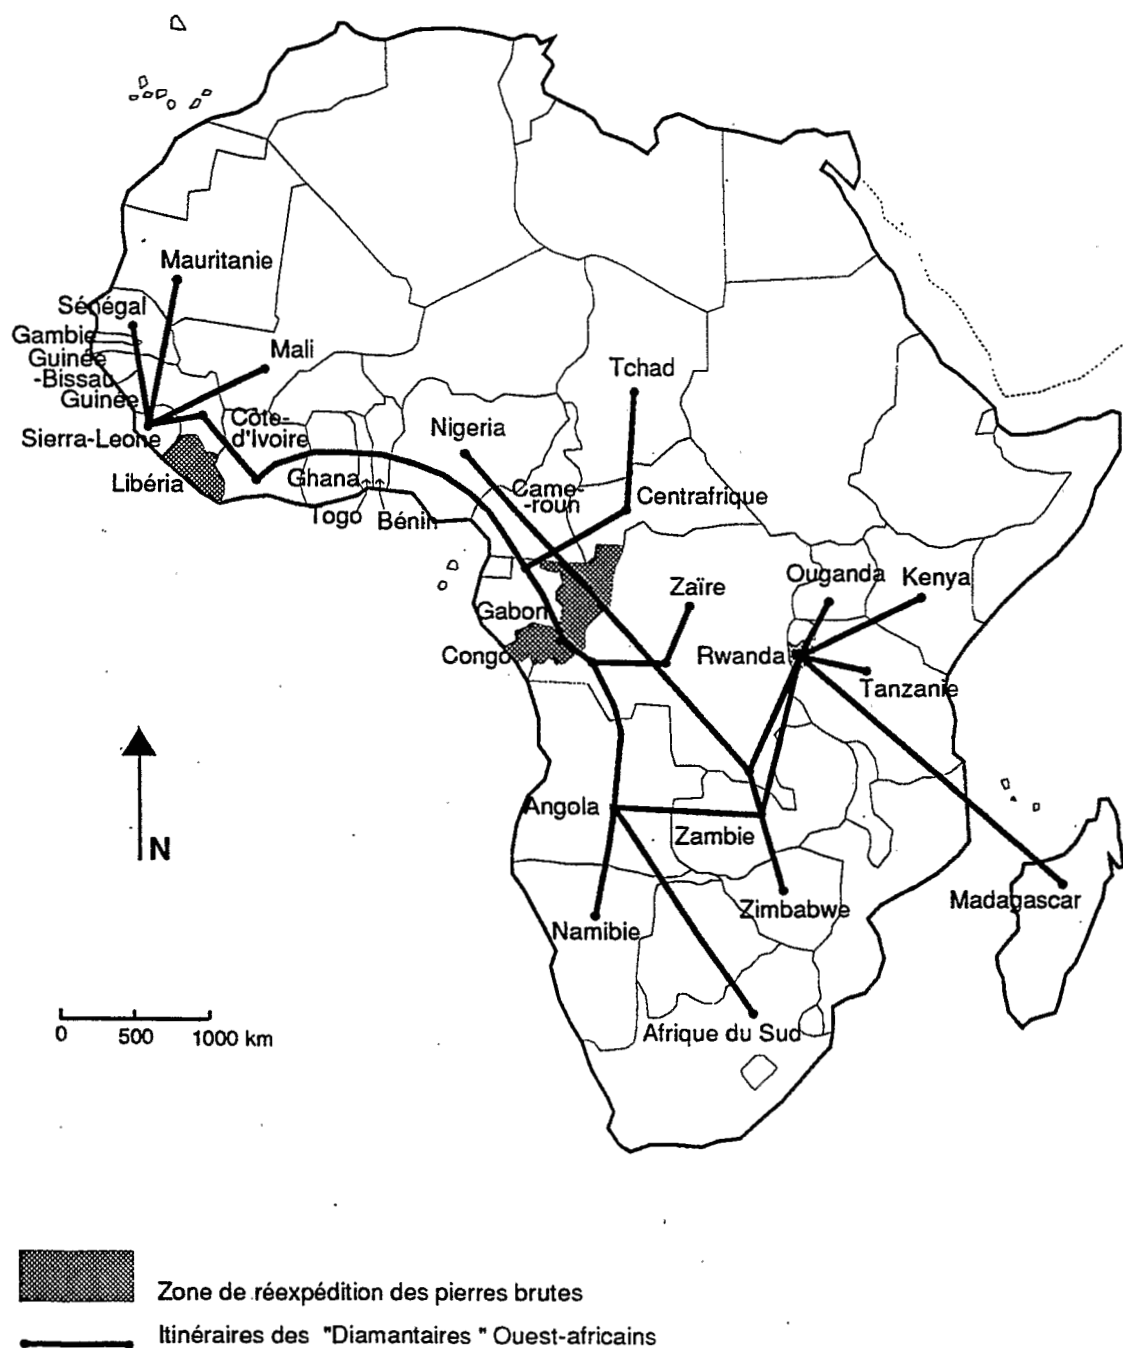 Mauritanie
Sénégal
Gambie
Guinée
-Bissau
Guinée
Sierra-Leone
Libéria
Mali
Côte-
d'Ivoire
Ghana
Togo
Bénin
Nigeria
Tchad
Came-
-roun
Centrafrique
Gabon
Congo
Zaïre
Ouganda
Kenya
Rwanda
Tanzanie
Angola
Zambie
Zimbabwe
Namibie
Madagascar
Afrique du Sud
N
0 500 1000 km
Zone de réexpédition des pierres brutes
Itinéraires des "Diamantaires " Ouest-africains